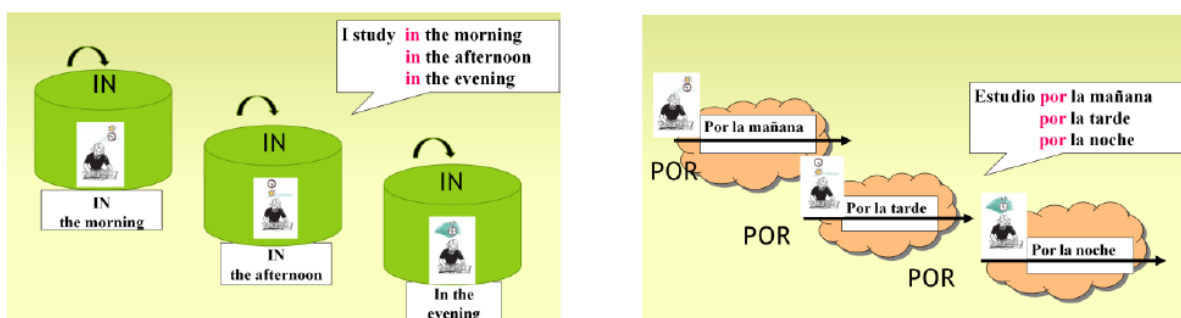 I study in the morning
in the afternoon
in the evening
IN
IN
the morning
IN
IN
the afternoon
IN
In the
evening
Estudio por la mañana
por la tarde
por la noche
Por la mañana
POR
Por la tarde
POR
Por la noche
POR